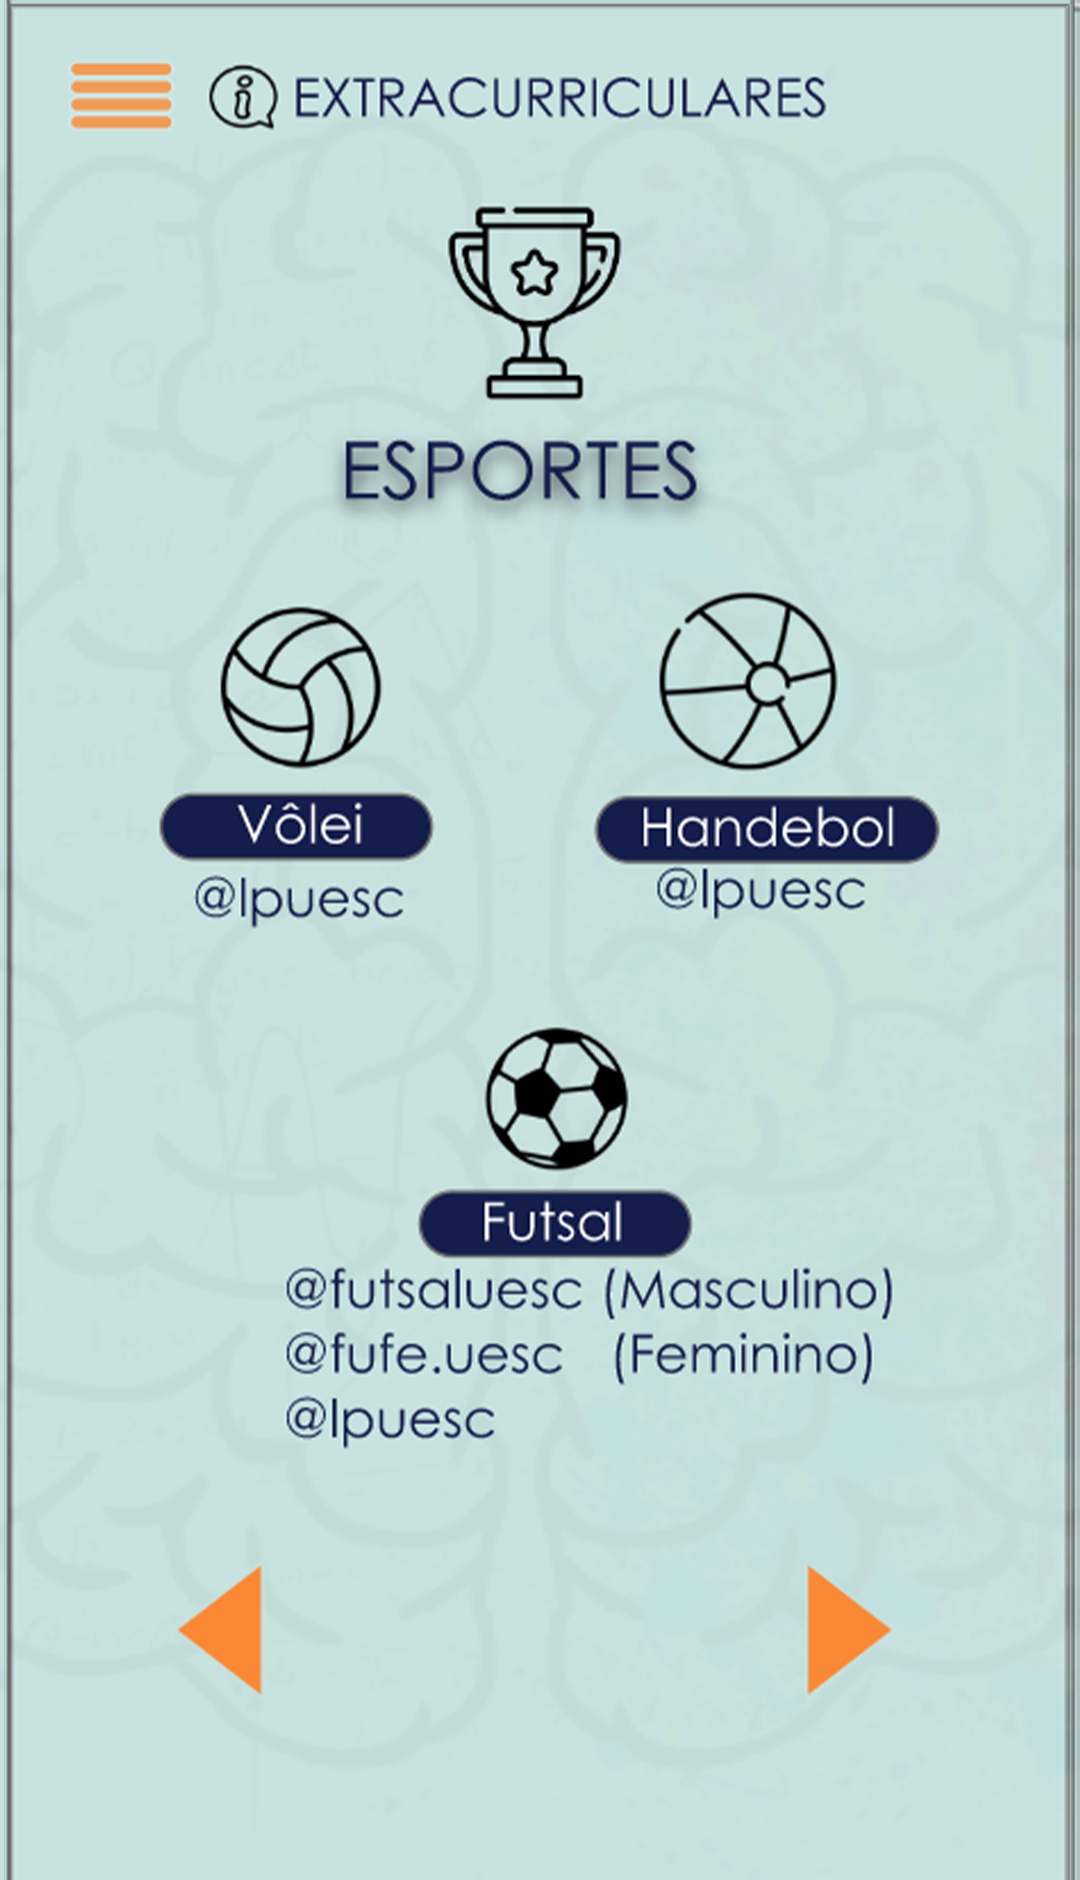 EXTRACURRICULARES
ESPORTES
Vôlei
@lpuesc
Handebol
@lpuesc
Futsal
@futsaluesc (Masculino)
@fufe.uesc (Feminino)
@lpuesc